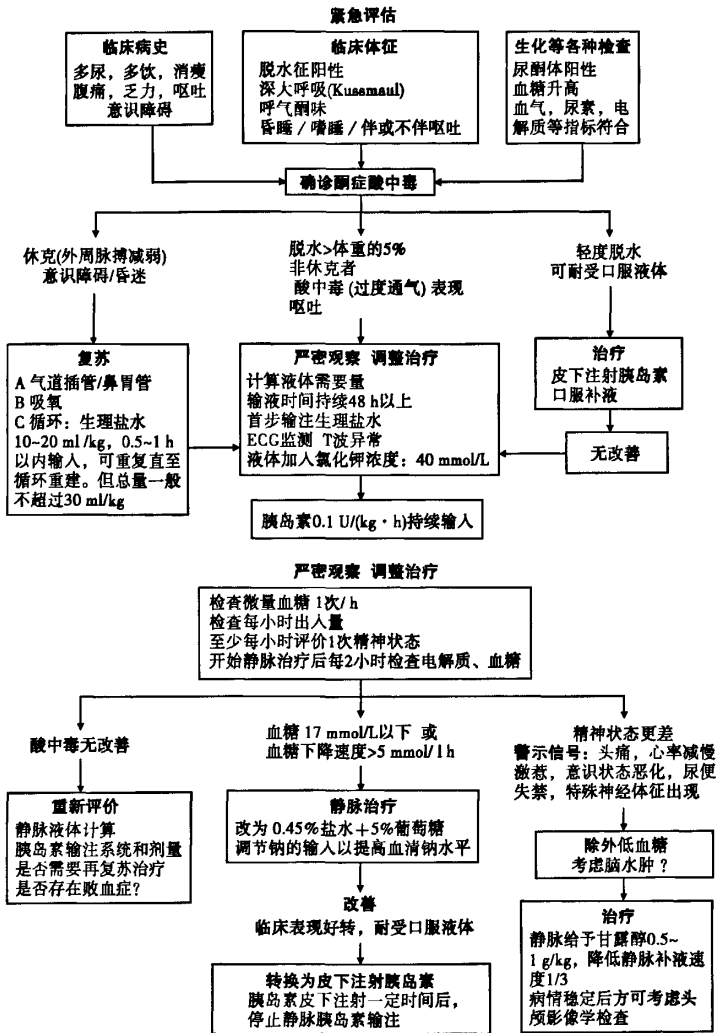 紧急评估
临床病史
多尿，多饮，消瘦
腹痛，乏力，呕吐
意识障碍
临床体征
脱水征阳性
深大呼吸(Kussmaul)
呼气酮味
昏睡/嗜睡/伴或不伴呕吐
生化等各种检查
尿酮体阳性
血糖升高
血气，尿素，电
解质等指标符合
确诊酮症酸中毒
休克(外周脉搏减弱)
意识障碍/昏迷
脱水>体重的5%
非休克者
酸中毒(过度通气)表现
呕吐
轻度脱水
可耐受口服液体
复苏
A 气道插管/鼻胃管
B 吸氧
C 循环：生理盐水
10~20 ml/kg，0.5~1 h
以内输入，可重复直至
循环重建。但总量一般
不超过30 ml/kg
严密观察 调整治疗
计算液体需要量
输液时间持续48 h以上
首步输注生理盐水
ECG监测 T波异常
液体加入氯化钾浓度：40 mmol/L
治疗
皮下注射胰岛素
口服补液
无改善
胰岛素0.1 U/(kg·h)持续输入
严密观察 调整治疗
检查微量血糖 1次/h
检查每小时出入量
至少每小时评价1次精神状态
开始静脉治疗后每2小时检查电解质、血糖
酸中毒无改善
血糖 17 mmol/L以下 或
血糖下降速度>5 mmol/l h
精神状态更差
警示信号：头痛，心率减慢
激惹，意识状态恶化，尿便
失禁，特殊神经体征出现
重新评价
静脉液体计算
胰岛素输注系统和剂量
是否需要再复苏治疗
是否存在败血症？
静脉治疗
改为 0.45%盐水＋5%葡萄糖
调节钠的输入以提高血清钠水平
除外低血糖
考虑脑水肿？
改善
临床表现好转，耐受口服液体
治疗
静脉给予甘露醇0.5~
1 g/kg，降低静脉补液速
度1/3
病情稳定后方可考虑头
颅影像学检查
转换为皮下注射胰岛素
胰岛素皮下注射一定时间后，
停止静脉胰岛素输注